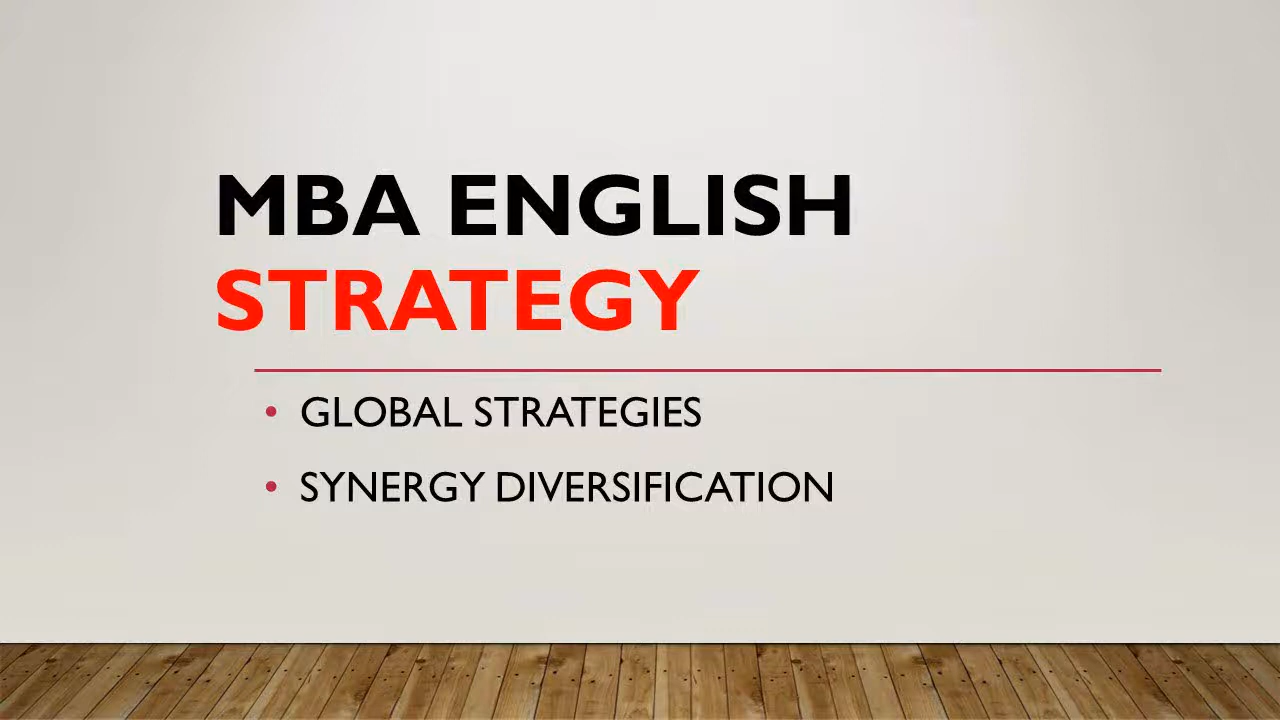 MBA ENGLISH
STRATEGY
• GLOBAL STRATEGIES
• SYNERGY DIVERSIFICATION